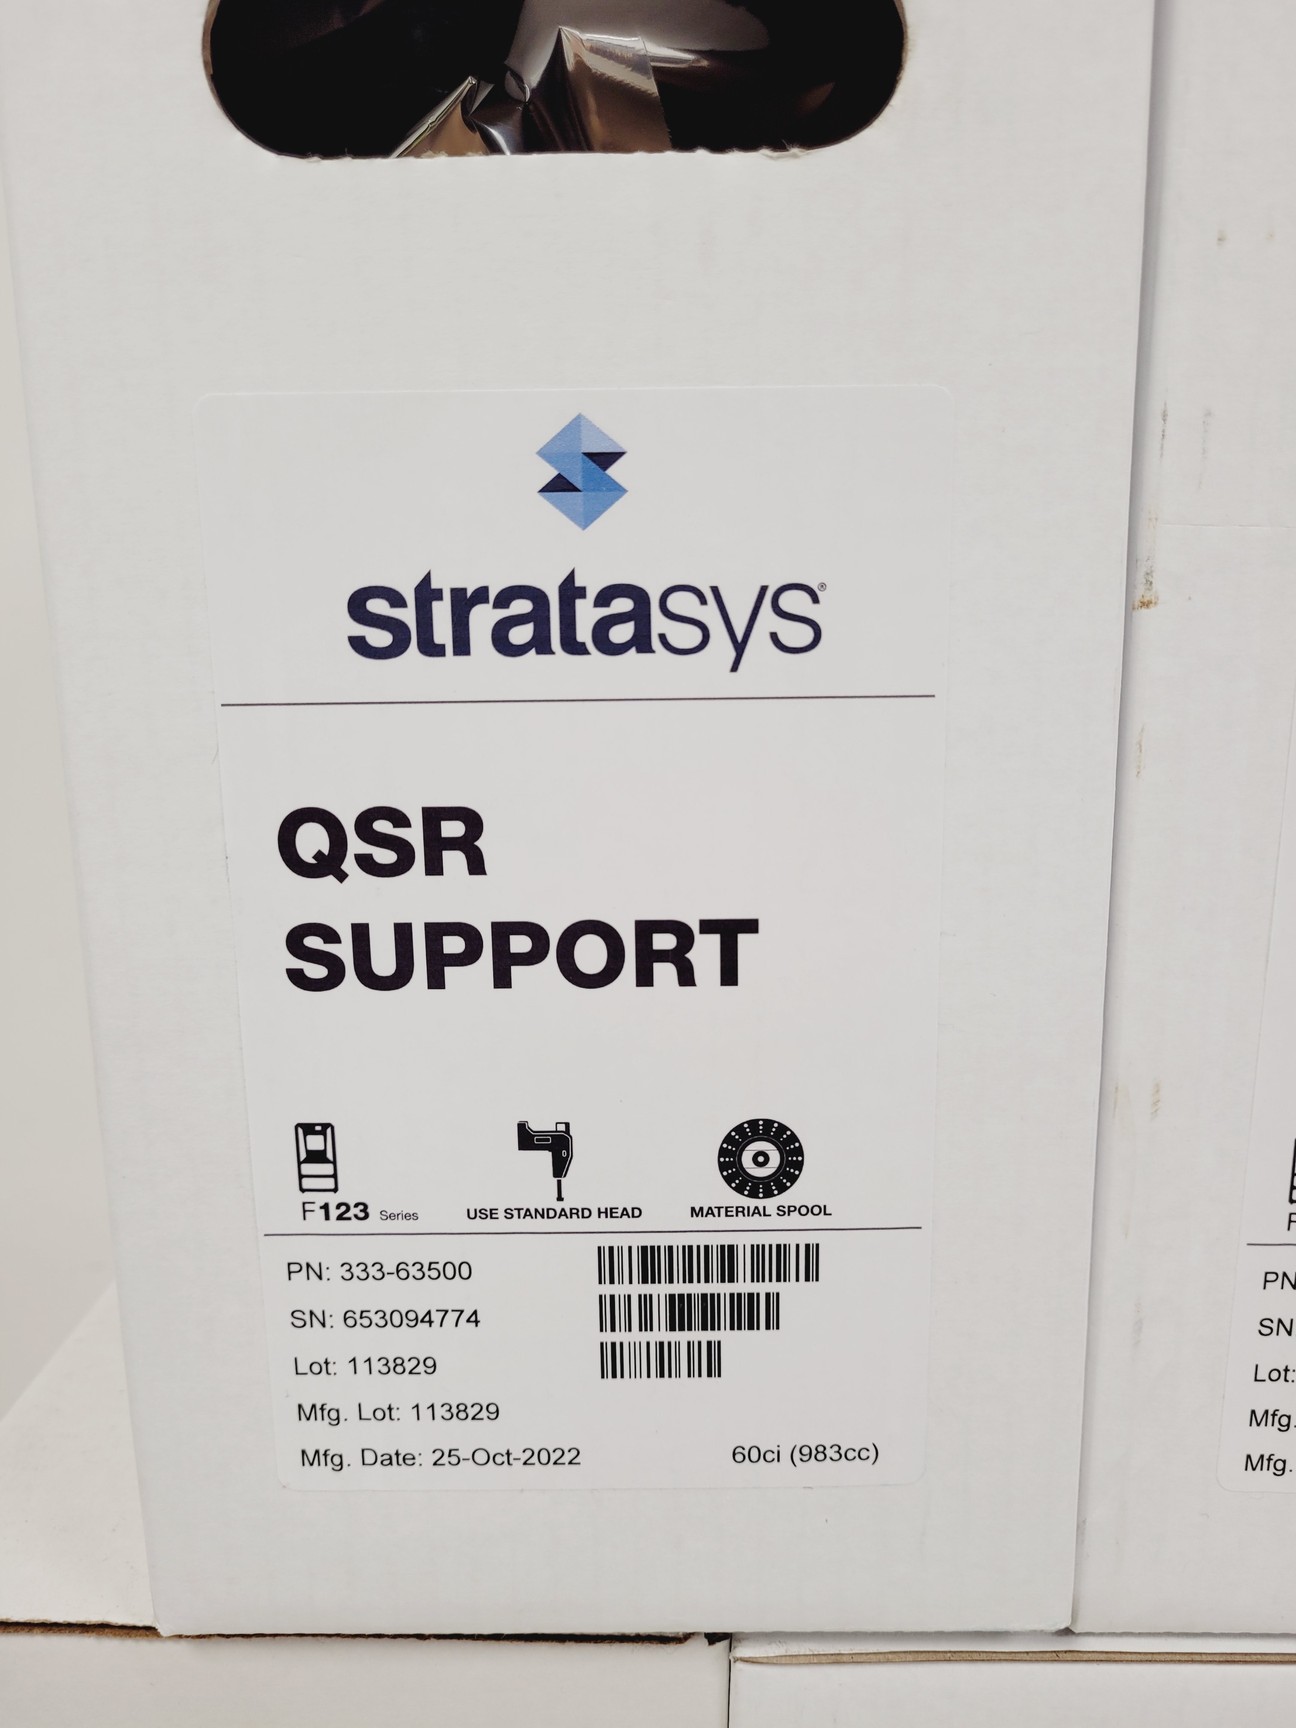 stratasys®
QSR
SUPPORT
F123 Series
USE STANDARD HEAD
MATERIAL SPOOL
PN: 333-63500
SN: 653094774
Lot: 113829
Mfg. Lot: 113829
Mfg. Date: 25-Oct-2022
60ci (983cc)
F
PN
SN
Lot:
Mfg.
Mfg.